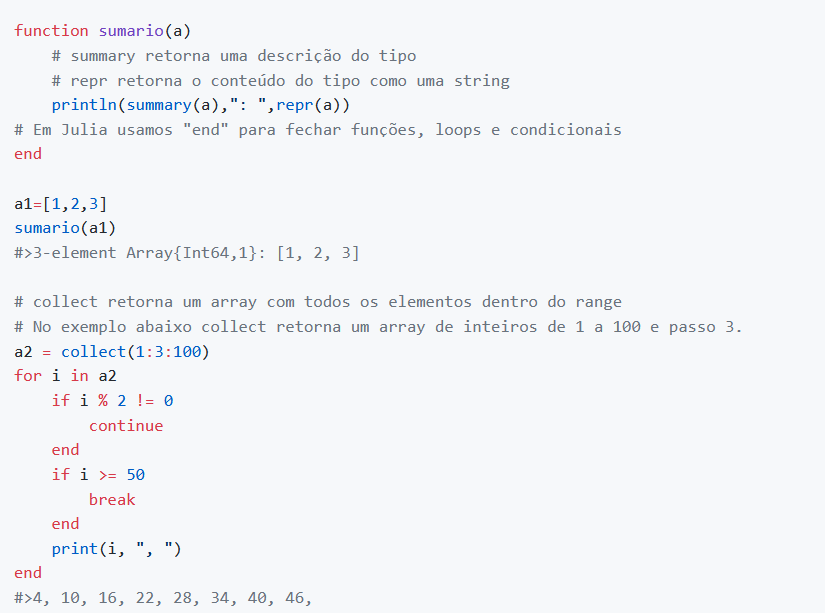 function sumario(a)
    # summary retorna uma descrição do tipo
    # repr retorna o conteúdo do tipo como uma string
    println(summary(a),": ",repr(a))
# Em Julia usamos "end" para fechar funções, loops e condicionais
end

a1=[1,2,3]
sumario(a1)
#>3-element Array{Int64,1}: [1, 2, 3]

# collect retorna um array com todos os elementos dentro do range
# No exemplo abaixo collect retorna um array de inteiros de 1 a 100 e passo 3.
a2 = collect(1:3:100)
for i in a2
    if i % 2 != 0
        continue
    end
    if i >= 50
        break
    end
    print(i, ", ")
end
#>4, 10, 16, 22, 28, 34, 40, 46,